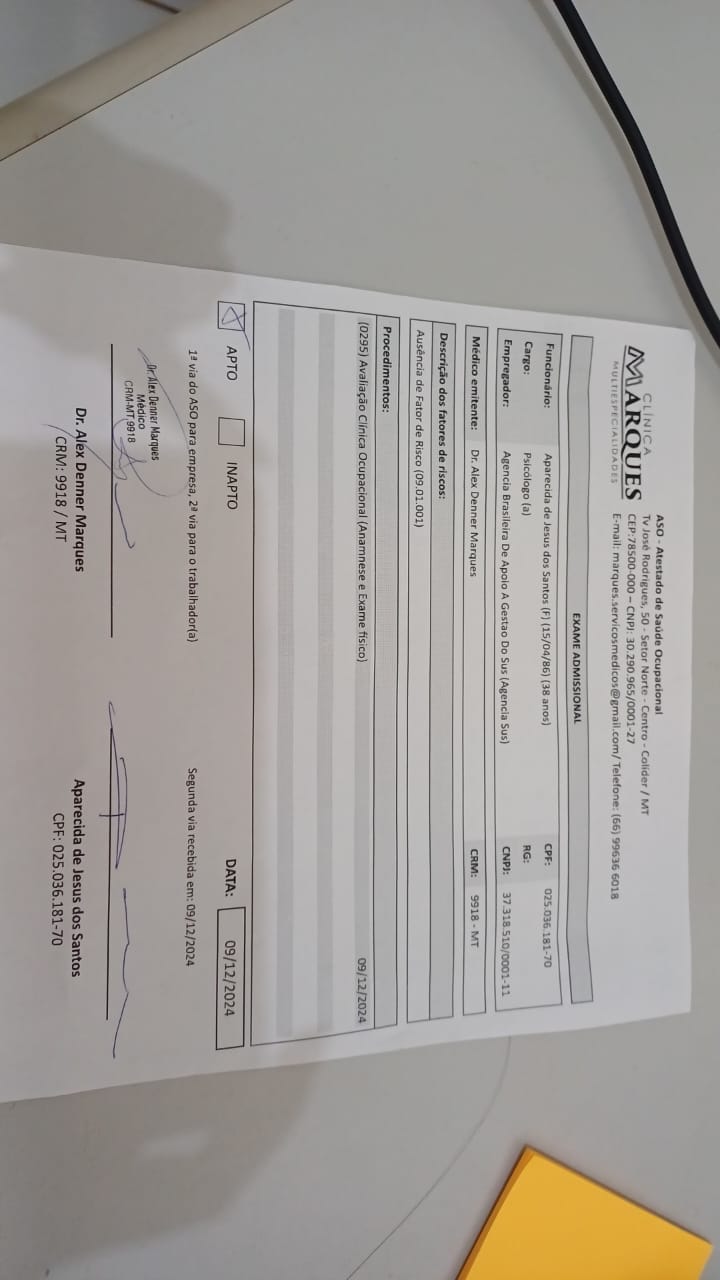 CLÍNICA
MARQUES
MULTIESPECIALIDADES
ASO - Atestado de Saúde Ocupacional
Tv José Rodrigues, 50 - Setor Norte - Centro - Colider / MT
CEP:78500-000 – CNPJ: 30.290.965/0001-27
E-mail: marques.servicosmedicos@gmail.com/ Telefone: (66) 99636 6018
EXAME ADMISSIONAL
Funcionário: Aparecida de Jesus dos Santos (F) (15/04/86) (38 anos) CPF: 025.036.181-70
Cargo: Psicólogo (a) RG:
Empregador: Agencia Brasileira De Apoio A Gestao Do Sus (Agencia Sus) CNPJ: 37.318.510/0001-11
Médico emitente: Dr. Alex Denner Marques CRM: 9918 - MT
Descrição dos fatores de riscos:
Ausência de Fator de Risco (09.01.001)
Procedimentos:
(0295) Avaliação Clínica Ocupacional (Anamnese e Exame físico) 09/12/2024
APTO INAPTO DATA: 09/12/2024
1ª via do ASO para empresa, 2ª via para o trabalhador(a) Segunda via recebida em: 09/12/2024
Dr. Alex Denner Marques
Médico
CRM-MT 9918
Dr. Alex Denner Marques
CRM: 9918 / MT
Aparecida de Jesus dos Santos
CPF: 025.036.181-70